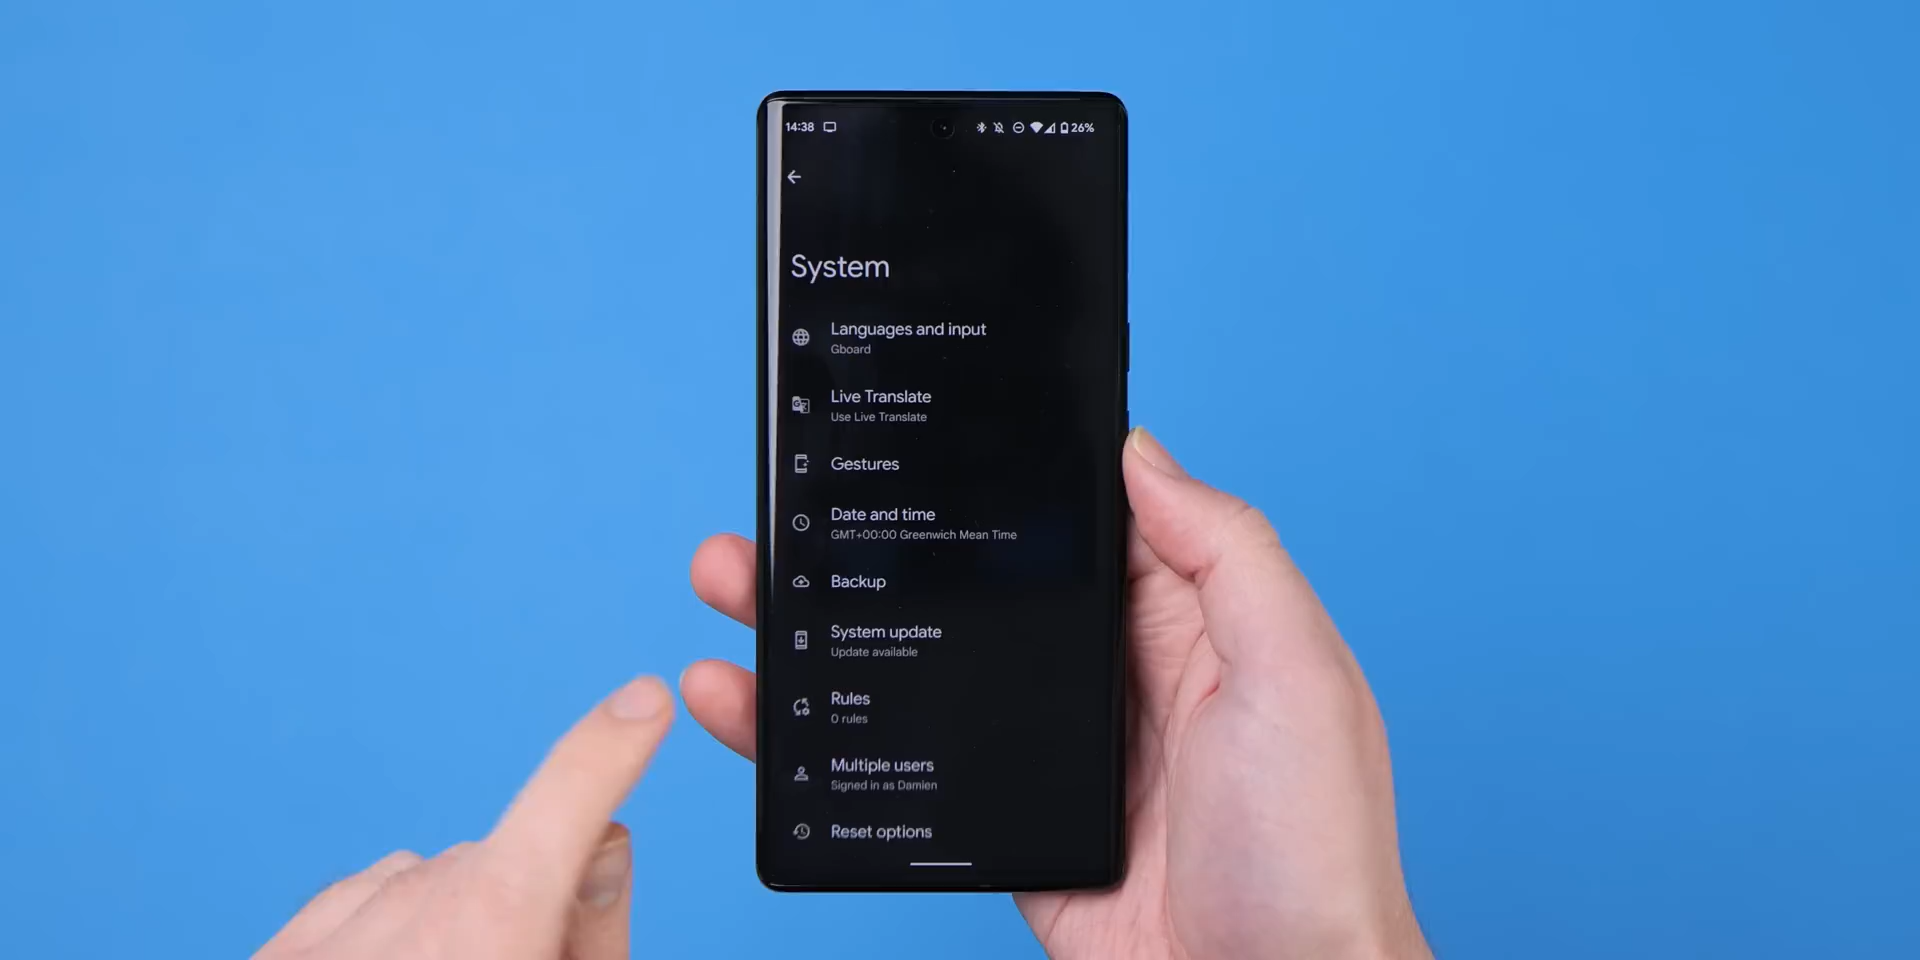 14:38
26%
System
Languages and input
Gboard
Live Translate
Use Live Translate
Gestures
Date and time
GMT+00:00 Greenwich Mean Time
Backup
System update
Update available
Rules
0 rules
Multiple users
Signed in as Damien
Reset options